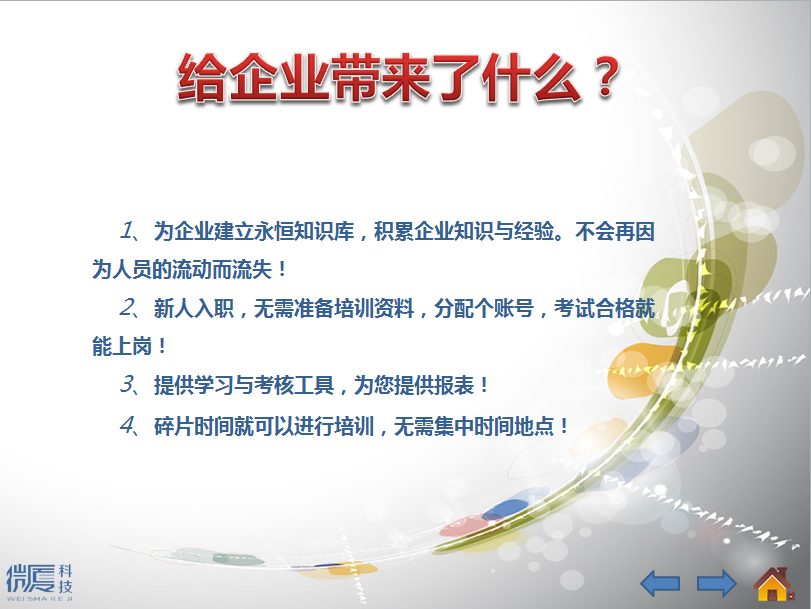 给企业带来了什么？
1、为企业建立永恒知识库，积累企业知识与经验。不会再因
为人员的流动而流失！
2、新人入职，无需准备培训资料，分配个账号，考试合格就
能上岗！
3、提供学习与考核工具，为您提供报表！
4、碎片时间就可以进行培训，无需集中时间地点！
微厦科技
WEI SHA KE JI